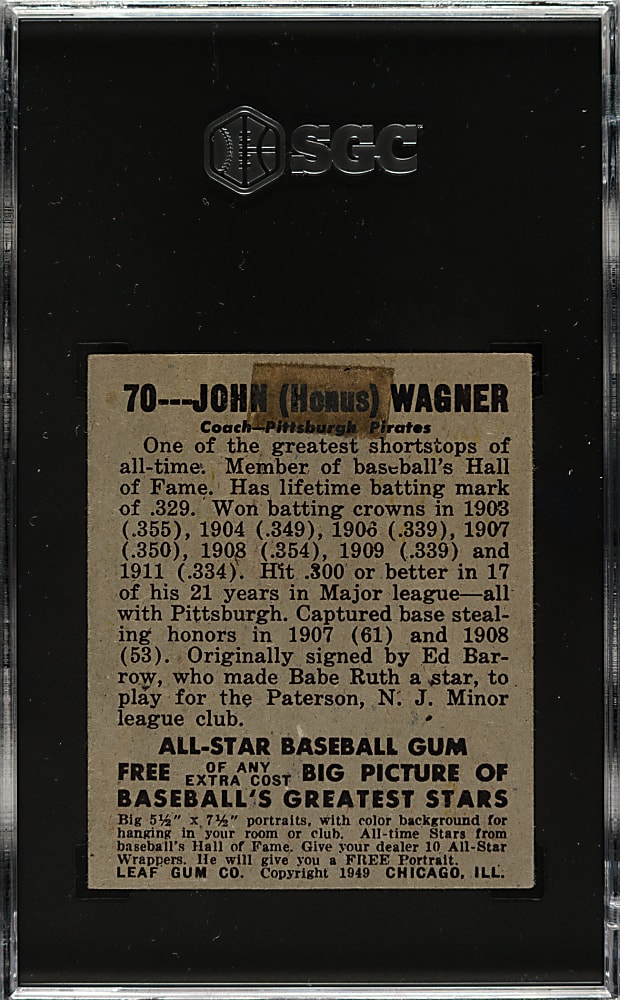 SGC
70---JOHN (Honus) WAGNER
Coach—Pittsburgh Pirates
One of the greatest shortstops of
all-time. Member of baseball's Hall
of Fame. Has lifetime batting mark
of .329. Won batting crowns in 1903
(.355), 1904 (.349), 1906 (.339), 1907
(.350), 1908 (.354), 1909 (.339) and
1911 (.334). Hit .300 or better in 17
of his 21 years in Major league—all
with Pittsburgh. Captured base steal-
ing honors in 1907 (61) and 1908
(53). Originally signed by Ed Bar-
row, who made Babe Ruth a star, to
play for the Paterson, N. J. Minor
league club.
ALL-STAR BASEBALL GUM
FREE OF ANY EXTRA COST BIG PICTURE OF
BASEBALL'S GREATEST STARS
Big 5½" x 7½" portraits, with color background for
hanging in your room or club. All-time Stars from
baseball's Hall of Fame. Give your dealer 10 All-Star
Wrappers. He will give you a FREE Portrait.
LEAF GUM CO. Copyright 1949 CHICAGO, ILL.